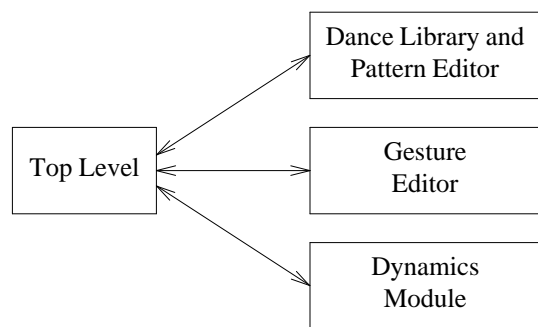 Dance Library and
Pattern Editor
Top Level
Gesture
Editor
Dynamics
Module